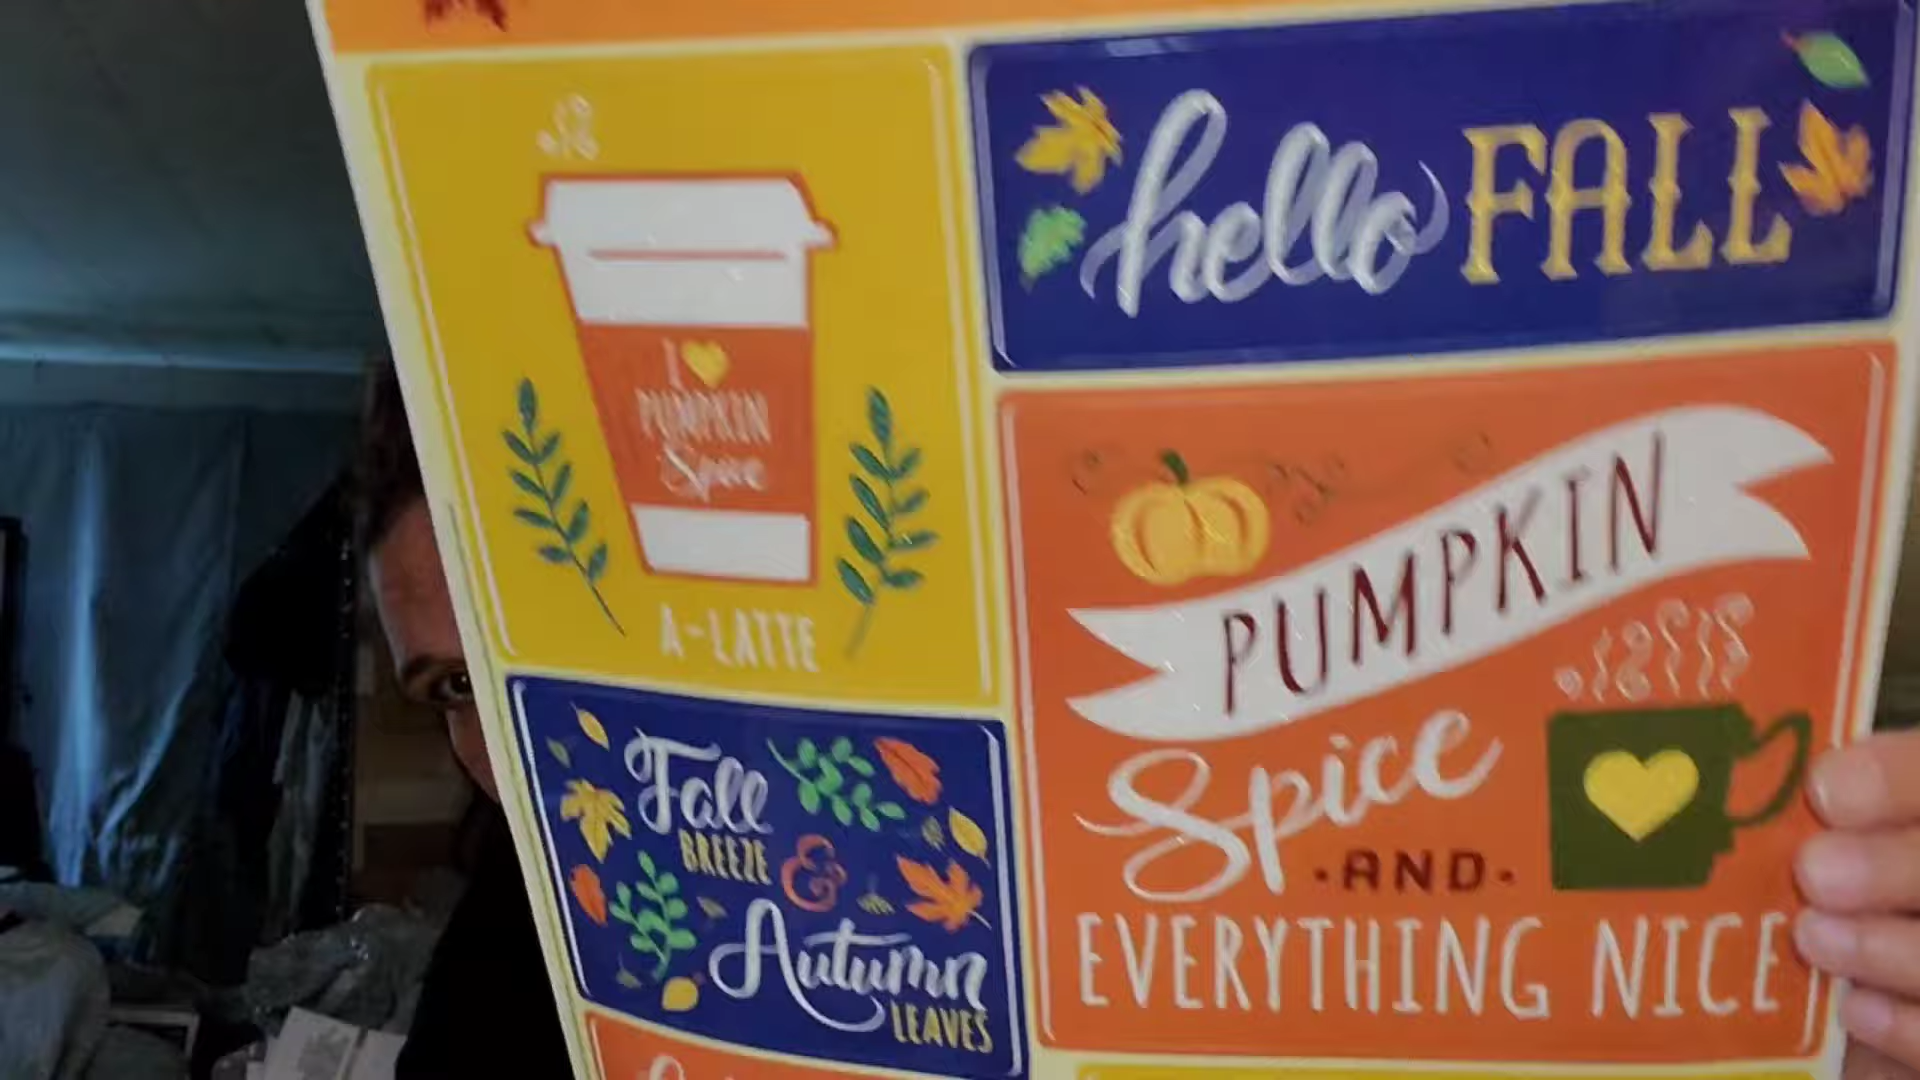 I
PUMPKIN
Spice
A-LATTE
hello FALL
PUMPKIN
Spice
·AND·
EVERYTHING NICE
Fall
BREEZE
&
Autumn
LEAVES